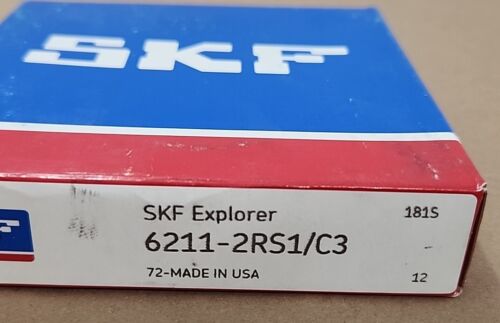 SKF
SKF Explorer
181S
6211-2RS1/C3
72-MADE IN USA
12